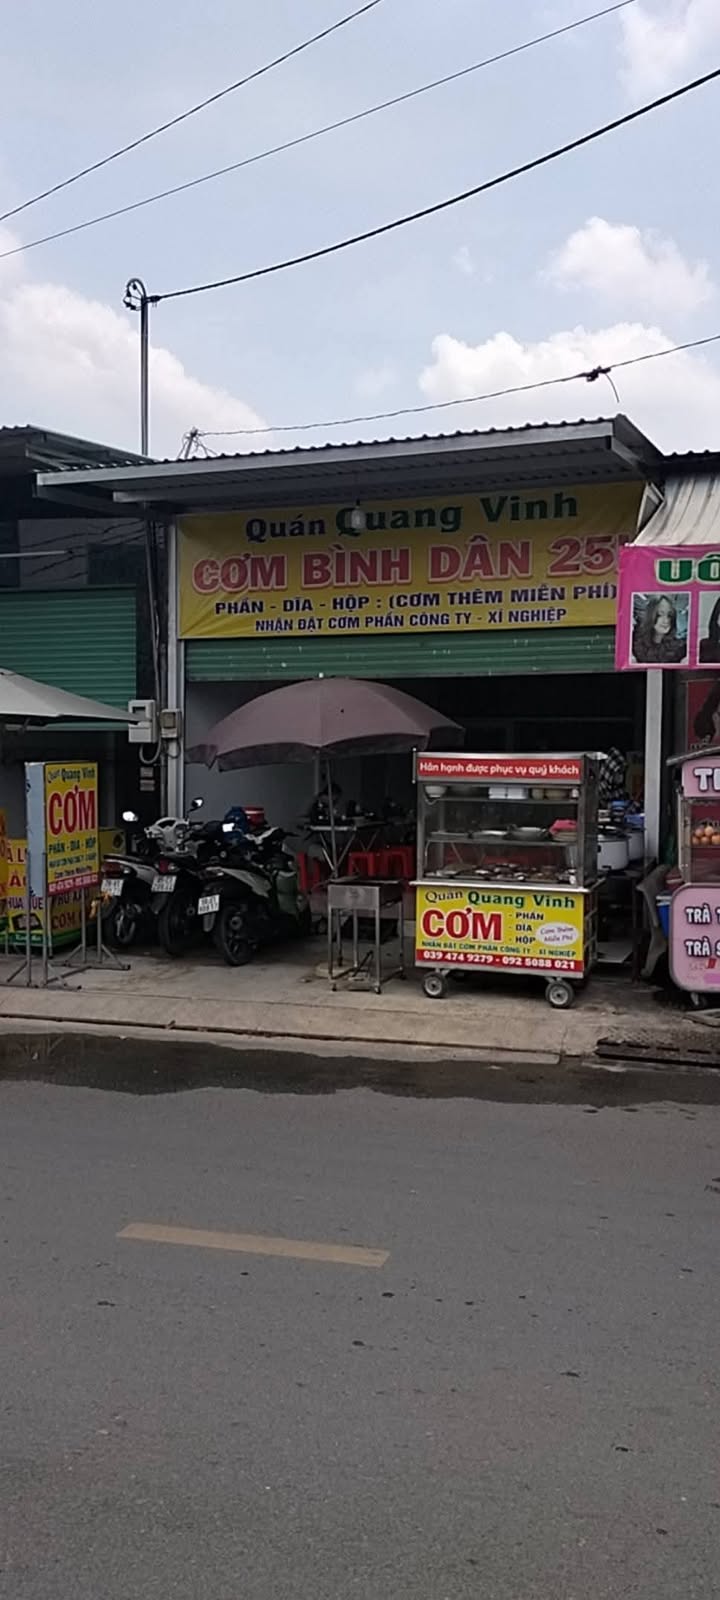 Quán Quang Vinh
CƠM BÌNH DÂN 25
PHẦN - DĨA - HỘP : (CƠM THÊM MIỄN PHÍ)
NHẬN ĐẶT CƠM PHẦN CÔNG TY - XÍ NGHIỆP
UỐ
Hân hạnh được phục vụ quý khách
Quán Quang Vinh
CƠM
- PHẦN
- DĨA
- HỘP
Cơm Thêm
Miễn Phí
NHẬN ĐẶT CƠM PHẦN CÔNG TY - XÍ NGHIỆP
039 474 9279 - 092 5088 021
Quán Quang Vinh
CƠM
PHẦN - DĨA - HỘP
TRÀ
TRÀ S